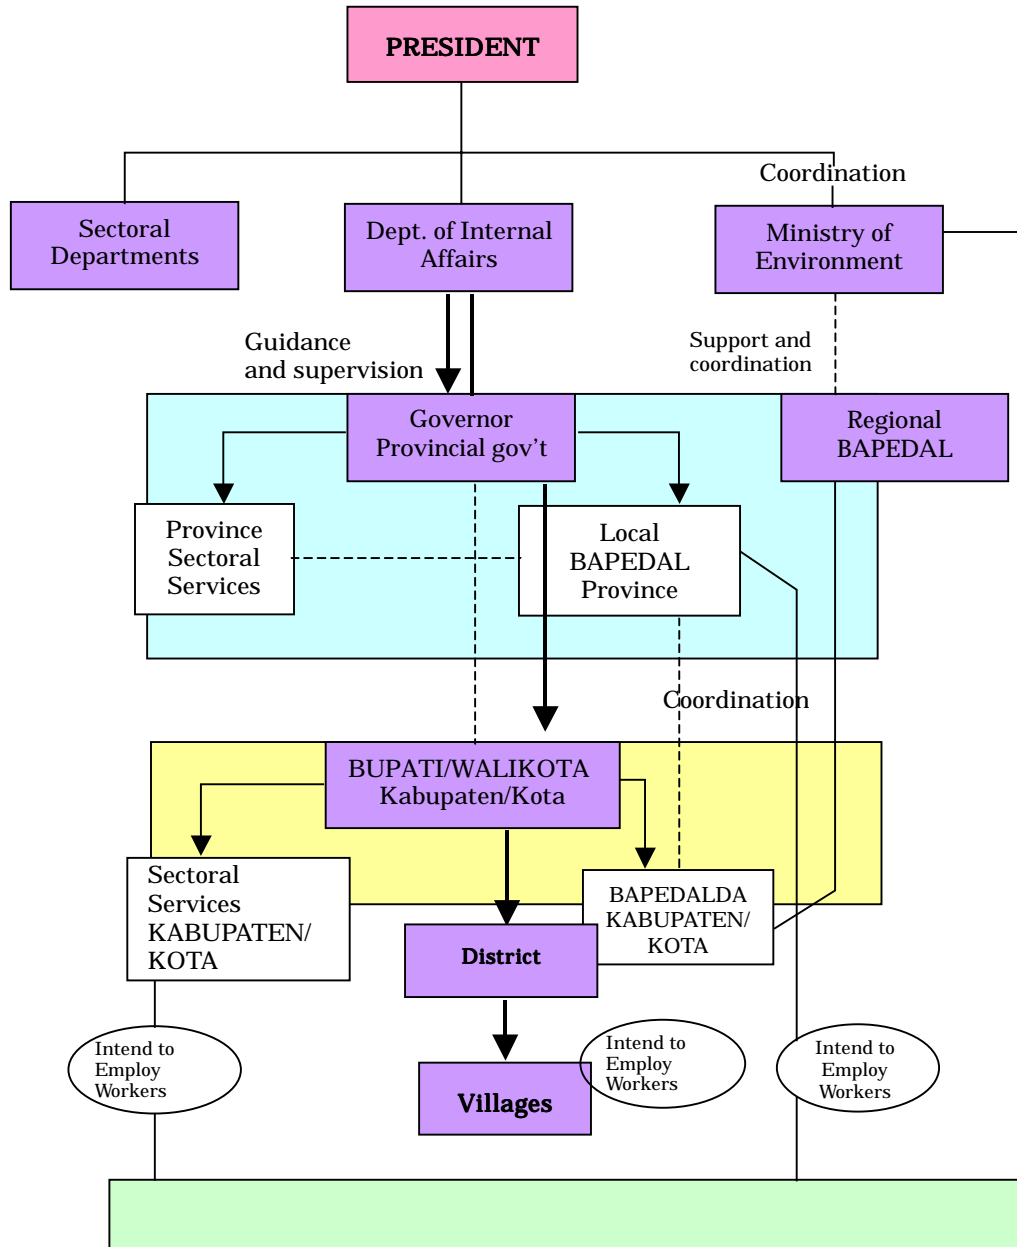 PRESIDENT
Coordination
Sectoral
Departments
Dept. of Internal
Affairs
Ministry of
Environment
Guidance
and supervision
Support and
coordination
Governor
Provincial gov't
Regional
BAPEDAL
Province
Sectoral
Services
Local
BAPEDAL
Province
Coordination
BUPATI/WALIKOTA
Kabupaten/Kota
Sectoral
Services
KABUPATEN/
KOTA
BAPEDALDA
KABUPATEN/
KOTA
District
Intend to
Employ
Workers
Villages
Intend to
Employ
Workers
Intend to
Employ
Workers